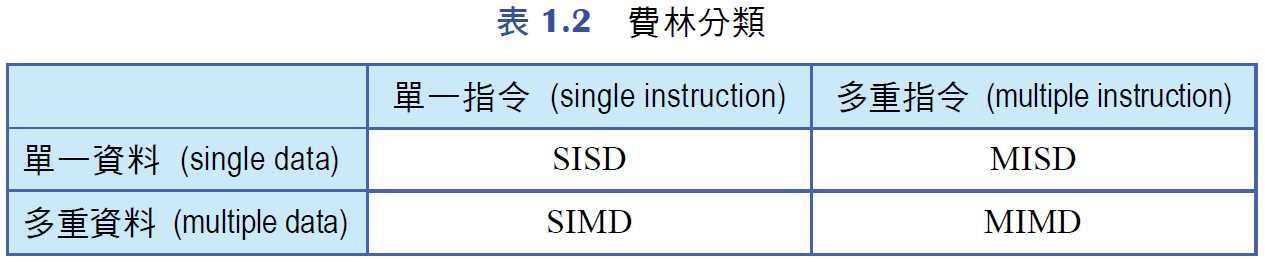 表 1.2 費林分類
單一指令 (single instruction) 多重指令 (multiple instruction)
單一資料 (single data) SISD MISD
多重資料 (multiple data) SIMD MIMD